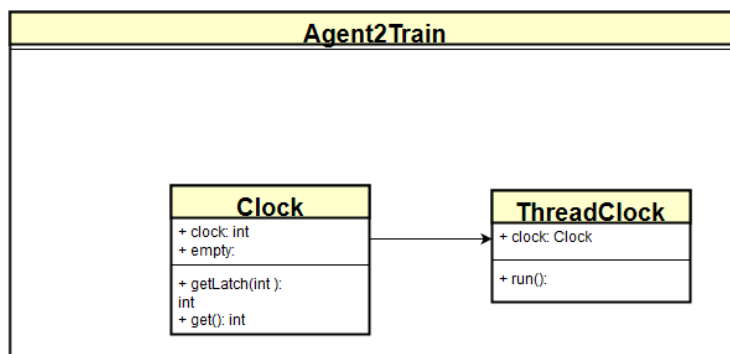 Agent2Train
Clock
+ clock: int
+ empty:
+ getLatch(int ):
int
+ get(): int
ThreadClock
+ clock: Clock
+ run():